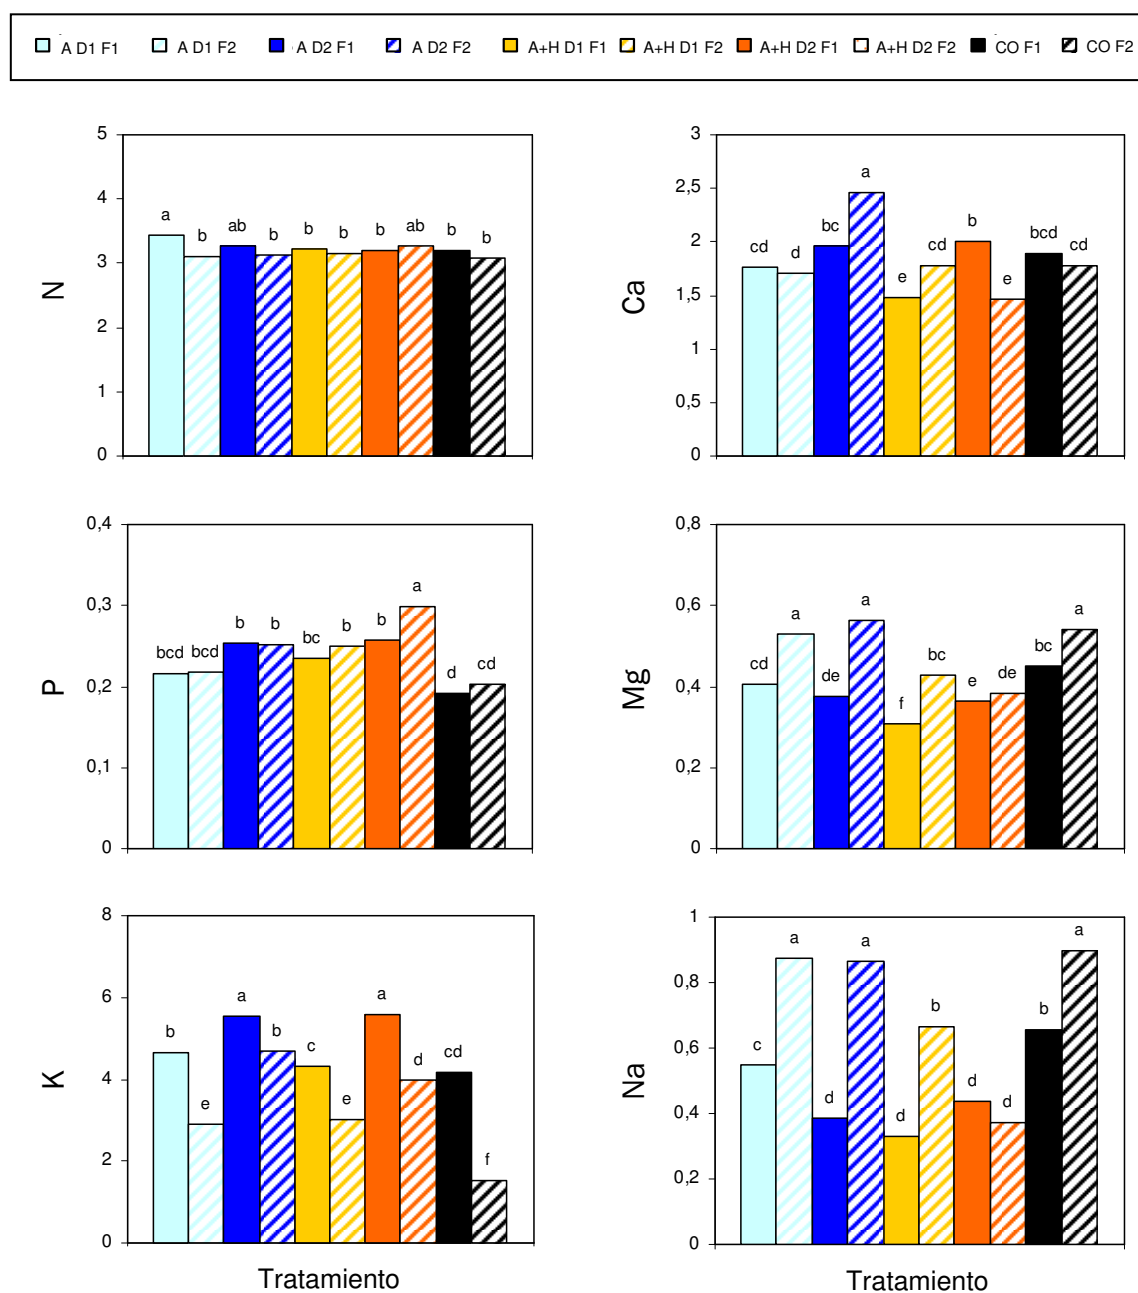 A D1 F1 A D1 F2 A D2 F1 A D2 F2 A+H D1 F1 A+H D1 F2 A+H D2 F1 A+H D2 F2 CO F1 CO F2
N
5
4
3
2
1
0
a b ab b b b b ab b b
Ca
3
2,5
2
1,5
1
0,5
0
cd d bc a e cd b e bcd cd
P
0,4
0,3
0,2
0,1
0
bcd bcd b b bc b b a d cd
Mg
0,8
0,6
0,4
0,2
0
cd a de a f bc e de bc a
K
8
6
4
2
0
b e a b c e a d cd f
Tratamiento
Na
1
0,8
0,6
0,4
0,2
0
c a d a d b d d b a
Tratamiento